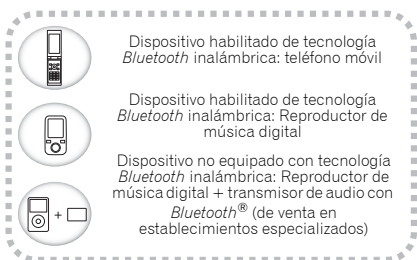 Dispositivo habilitado de tecnología
Bluetooth inalámbrica: teléfono móvil
Dispositivo habilitado de tecnología
Bluetooth inalámbrica: Reproductor de
música digital
Dispositivo no equipado con tecnología
Bluetooth inalámbrica: Reproductor de
música digital + transmisor de audio con
Bluetooth® (de venta en
establecimientos especializados)
+